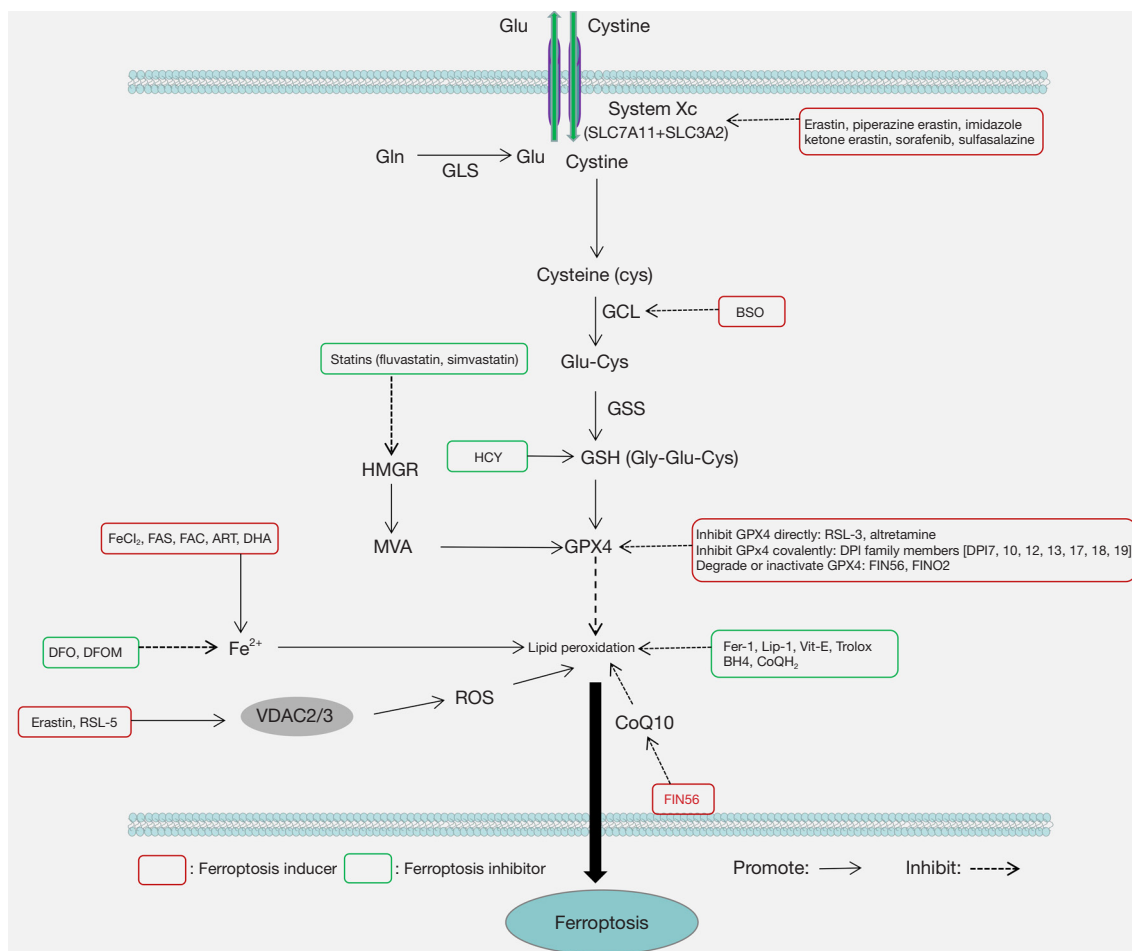 Glu
Cystine
System Xc
(SLC7A11+SLC3A2)
Erastin, piperazine erastin, imidazole
ketone erastin, sorafenib, sulfasalazine
Gln
GLS
Glu
Cystine
Cysteine (cys)
GCL
BSO
Statins (fluvastatin, simvastatin)
Glu-Cys
GSS
HMGR
HCY
GSH (Gly-Glu-Cys)
FeCl₂, FAS, FAC, ART, DHA
MVA
GPX4
Inhibit GPX4 directly: RSL-3, altretamine
Inhibit GPx4 covalently: DPI family members [DPI7, 10, 12, 13, 17, 18, 19]
Degrade or inactivate GPX4: FIN56, FINO2
DFO, DFOM
Fe²⁺
Lipid peroxidation
Fer-1, Lip-1, Vit-E, Trolox
BH4, CoQH₂
Erastin, RSL-5
VDAC2/3
ROS
CoQ10
FIN56
: Ferroptosis inducer
: Ferroptosis inhibitor
Promote:
Inhibit:
Ferroptosis